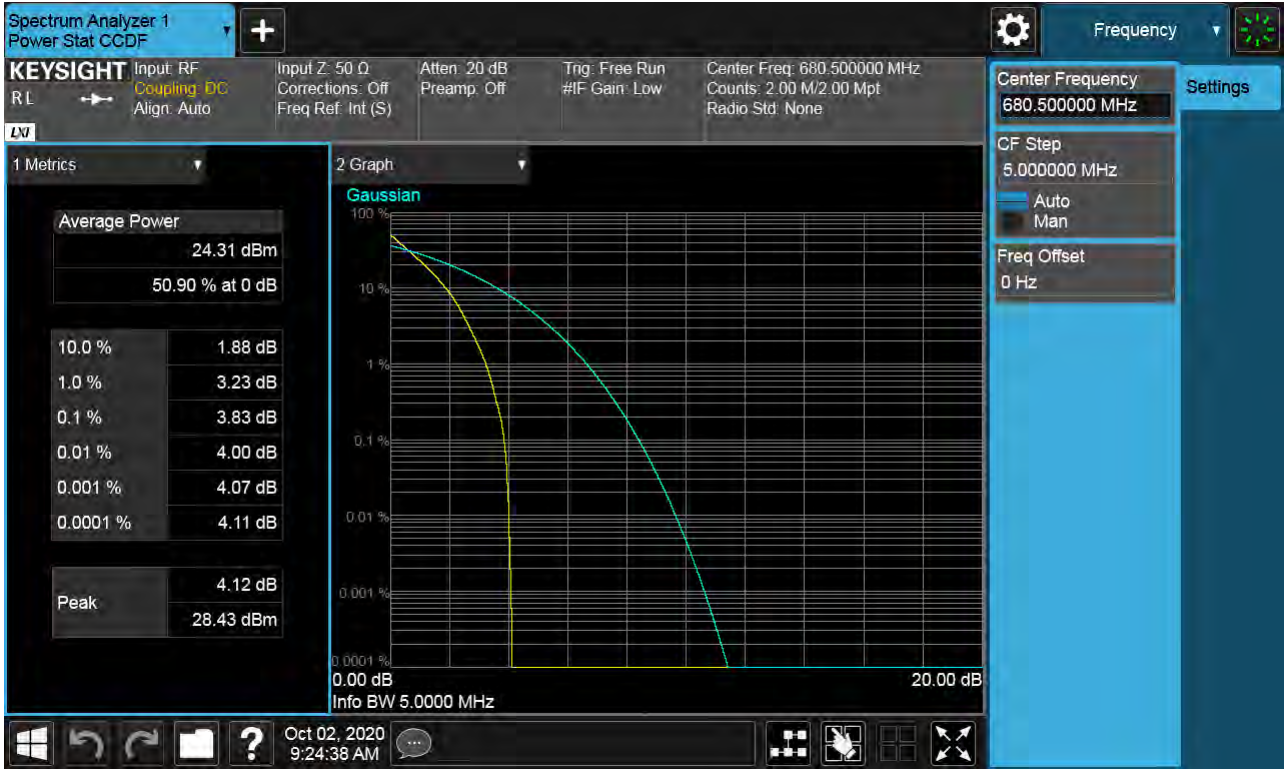 Spectrum Analyzer 1
Power Stat CCDF
Frequency
KEYSIGHT
R L
LXI
Input: RF
Coupling: DC
Align: Auto
Input Z: 50 Ω
Corrections: Off
Freq Ref: Int (S)
Atten: 20 dB
Preamp: Off
Trig: Free Run
#IF Gain: Low
Center Freq: 680.500000 MHz
Counts: 2.00 M/2.00 Mpt
Radio Std: None
1 Metrics
Average Power
24.31 dBm
50.90 % at 0 dB
10.0 % 1.88 dB
1.0 % 3.23 dB
0.1 % 3.83 dB
0.01 % 4.00 dB
0.001 % 4.07 dB
0.0001 % 4.11 dB
Peak
4.12 dB
28.43 dBm
2 Graph
Gaussian
100 %
10 %
1 %
0.1 %
0.01 %
0.001 %
0.0001 %
0.00 dB 20.00 dB
Info BW 5.0000 MHz
Center Frequency
680.500000 MHz
CF Step
5.000000 MHz
Auto
Man
Freq Offset
0 Hz
Settings
?
Oct 02, 2020
9:24:38 AM